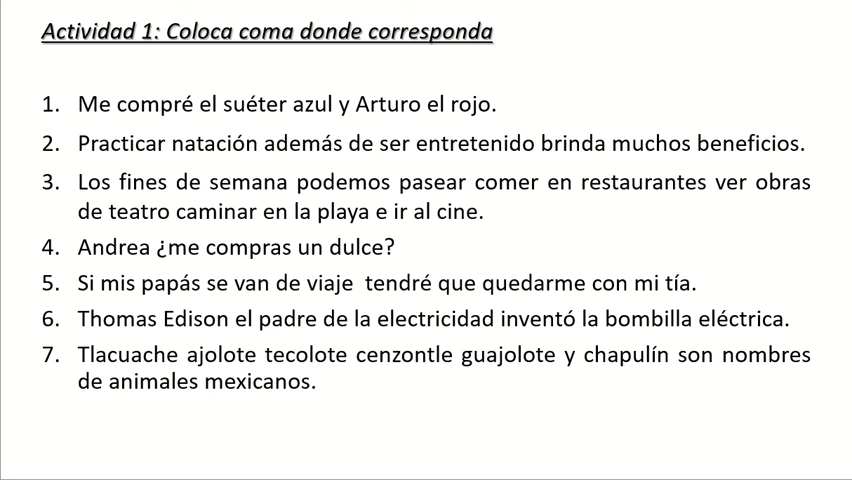 Actividad 1: Coloca coma donde corresponda
1. Me compré el suéter azul y Arturo el rojo.
2. Practicar natación además de ser entretenido brinda muchos beneficios.
3. Los fines de semana podemos pasear comer en restaurantes ver obras
de teatro caminar en la playa e ir al cine.
4. Andrea ¿me compras un dulce?
5. Si mis papás se van de viaje  tendré que quedarme con mi tía.
6. Thomas Edison el padre de la electricidad inventó la bombilla eléctrica.
7. Tlacuache ajolote tecolote cenzontle guajolote y chapulín son nombres
de animales mexicanos.